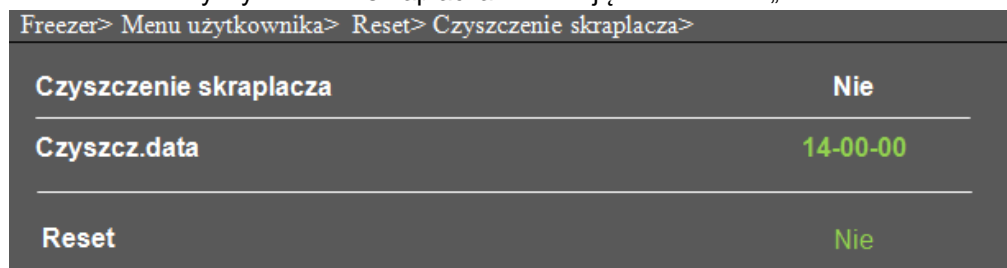 Freezer> Menu użytkownika> Reset> Czyszczenie skraplacza>
Czyszczenie skraplacza Nie
Czyszcz.data 14-00-00
Reset Nie